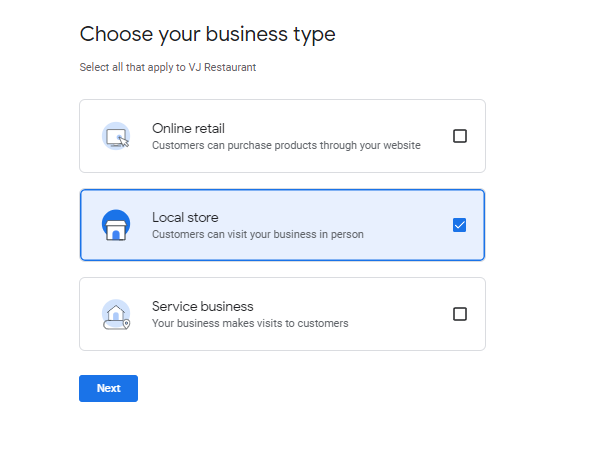 Choose your business type
Select all that apply to VJ Restaurant
Online retail
Customers can purchase products through your website
Local store
Customers can visit your business in person
Service business
Your business makes visits to customers
Next